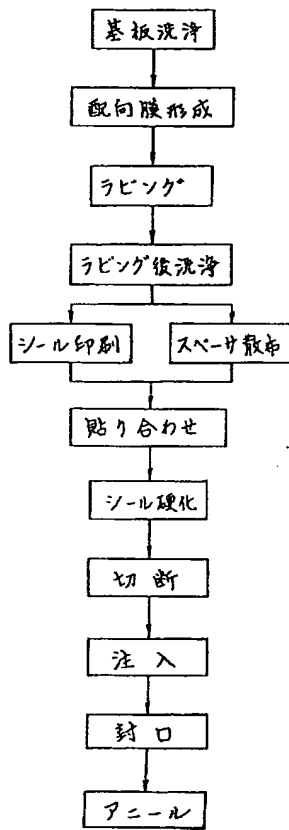 基板洗浄
配向膜形成
ラビング
ラビング後洗浄
シール印刷
スペーサ散布
貼り合わせ
シール硬化
切断
注入
封口
アニール